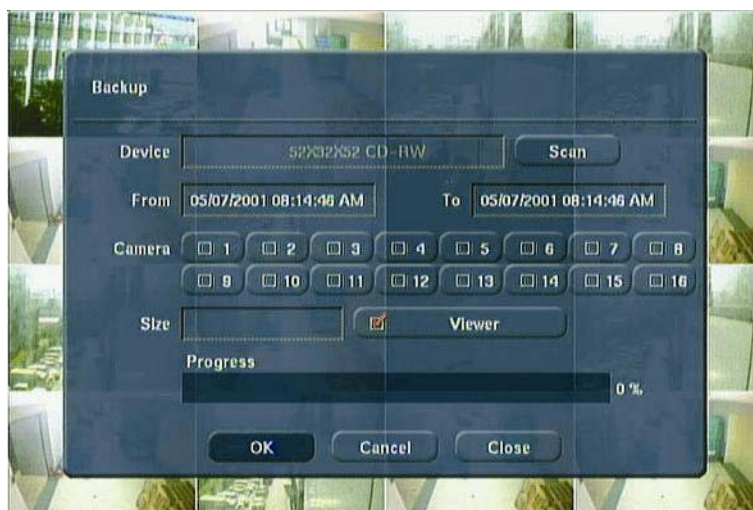 Backup
Device 52X32X52 CD-RW Scan
From 05/07/2001 08:14:46 AM To 05/07/2001 08:14:46 AM
Camera 1 2 3 4 5 6 7 8
9 10 11 12 13 14 15 16
Size Viewer
Progress
0 %
OK Cancel Close